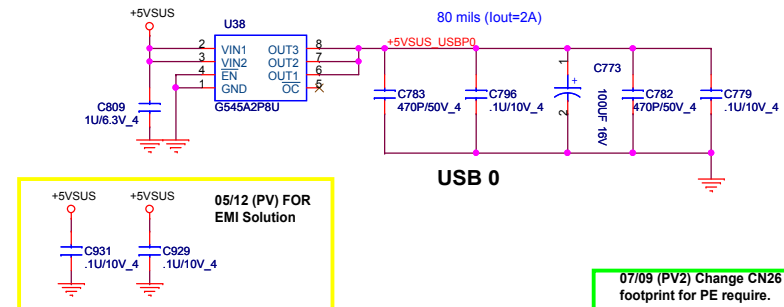 +5VSUS
U38
80 mils (Iout=2A)
2 VIN1 OUT3 8 +5VSUS_USBP0
3 VIN2 OUT2 7
4 EN OUT1 6
1 GND OC 5
G545A2P8U
C809
1U/6.3V_4
C783
470P/50V_4
C796
.1U/10V_4
1
+
2
C773
100UF 16V
C782
470P/50V_4
C779
.1U/10V_4
USB 0
+5VSUS +5VSUS
05/12 (PV) FOR
EMI Solution
C931
.1U/10V_4
C929
.1U/10V_4
07/09 (PV2) Change CN26
footprint for PE require.